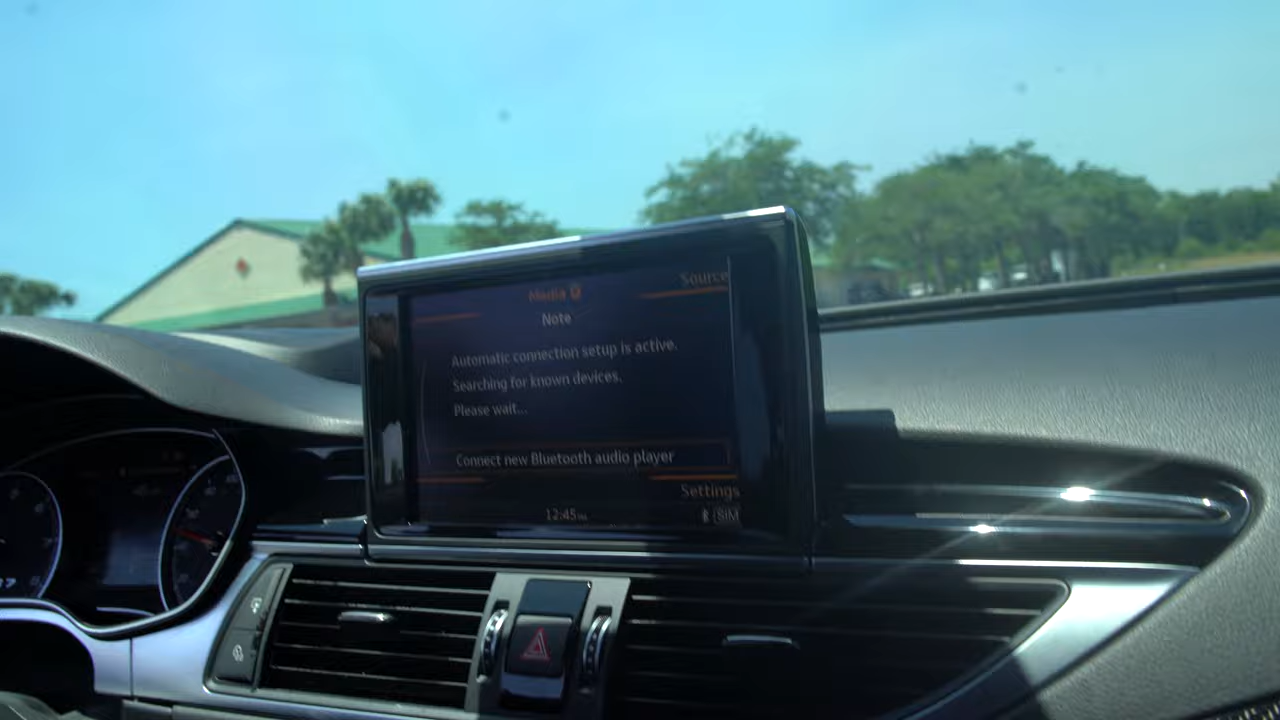 Source
Media
Note
Automatic connection setup is active.
Searching for known devices.
Please wait...
Connect new Bluetooth audio player
Settings
12:45
SIM